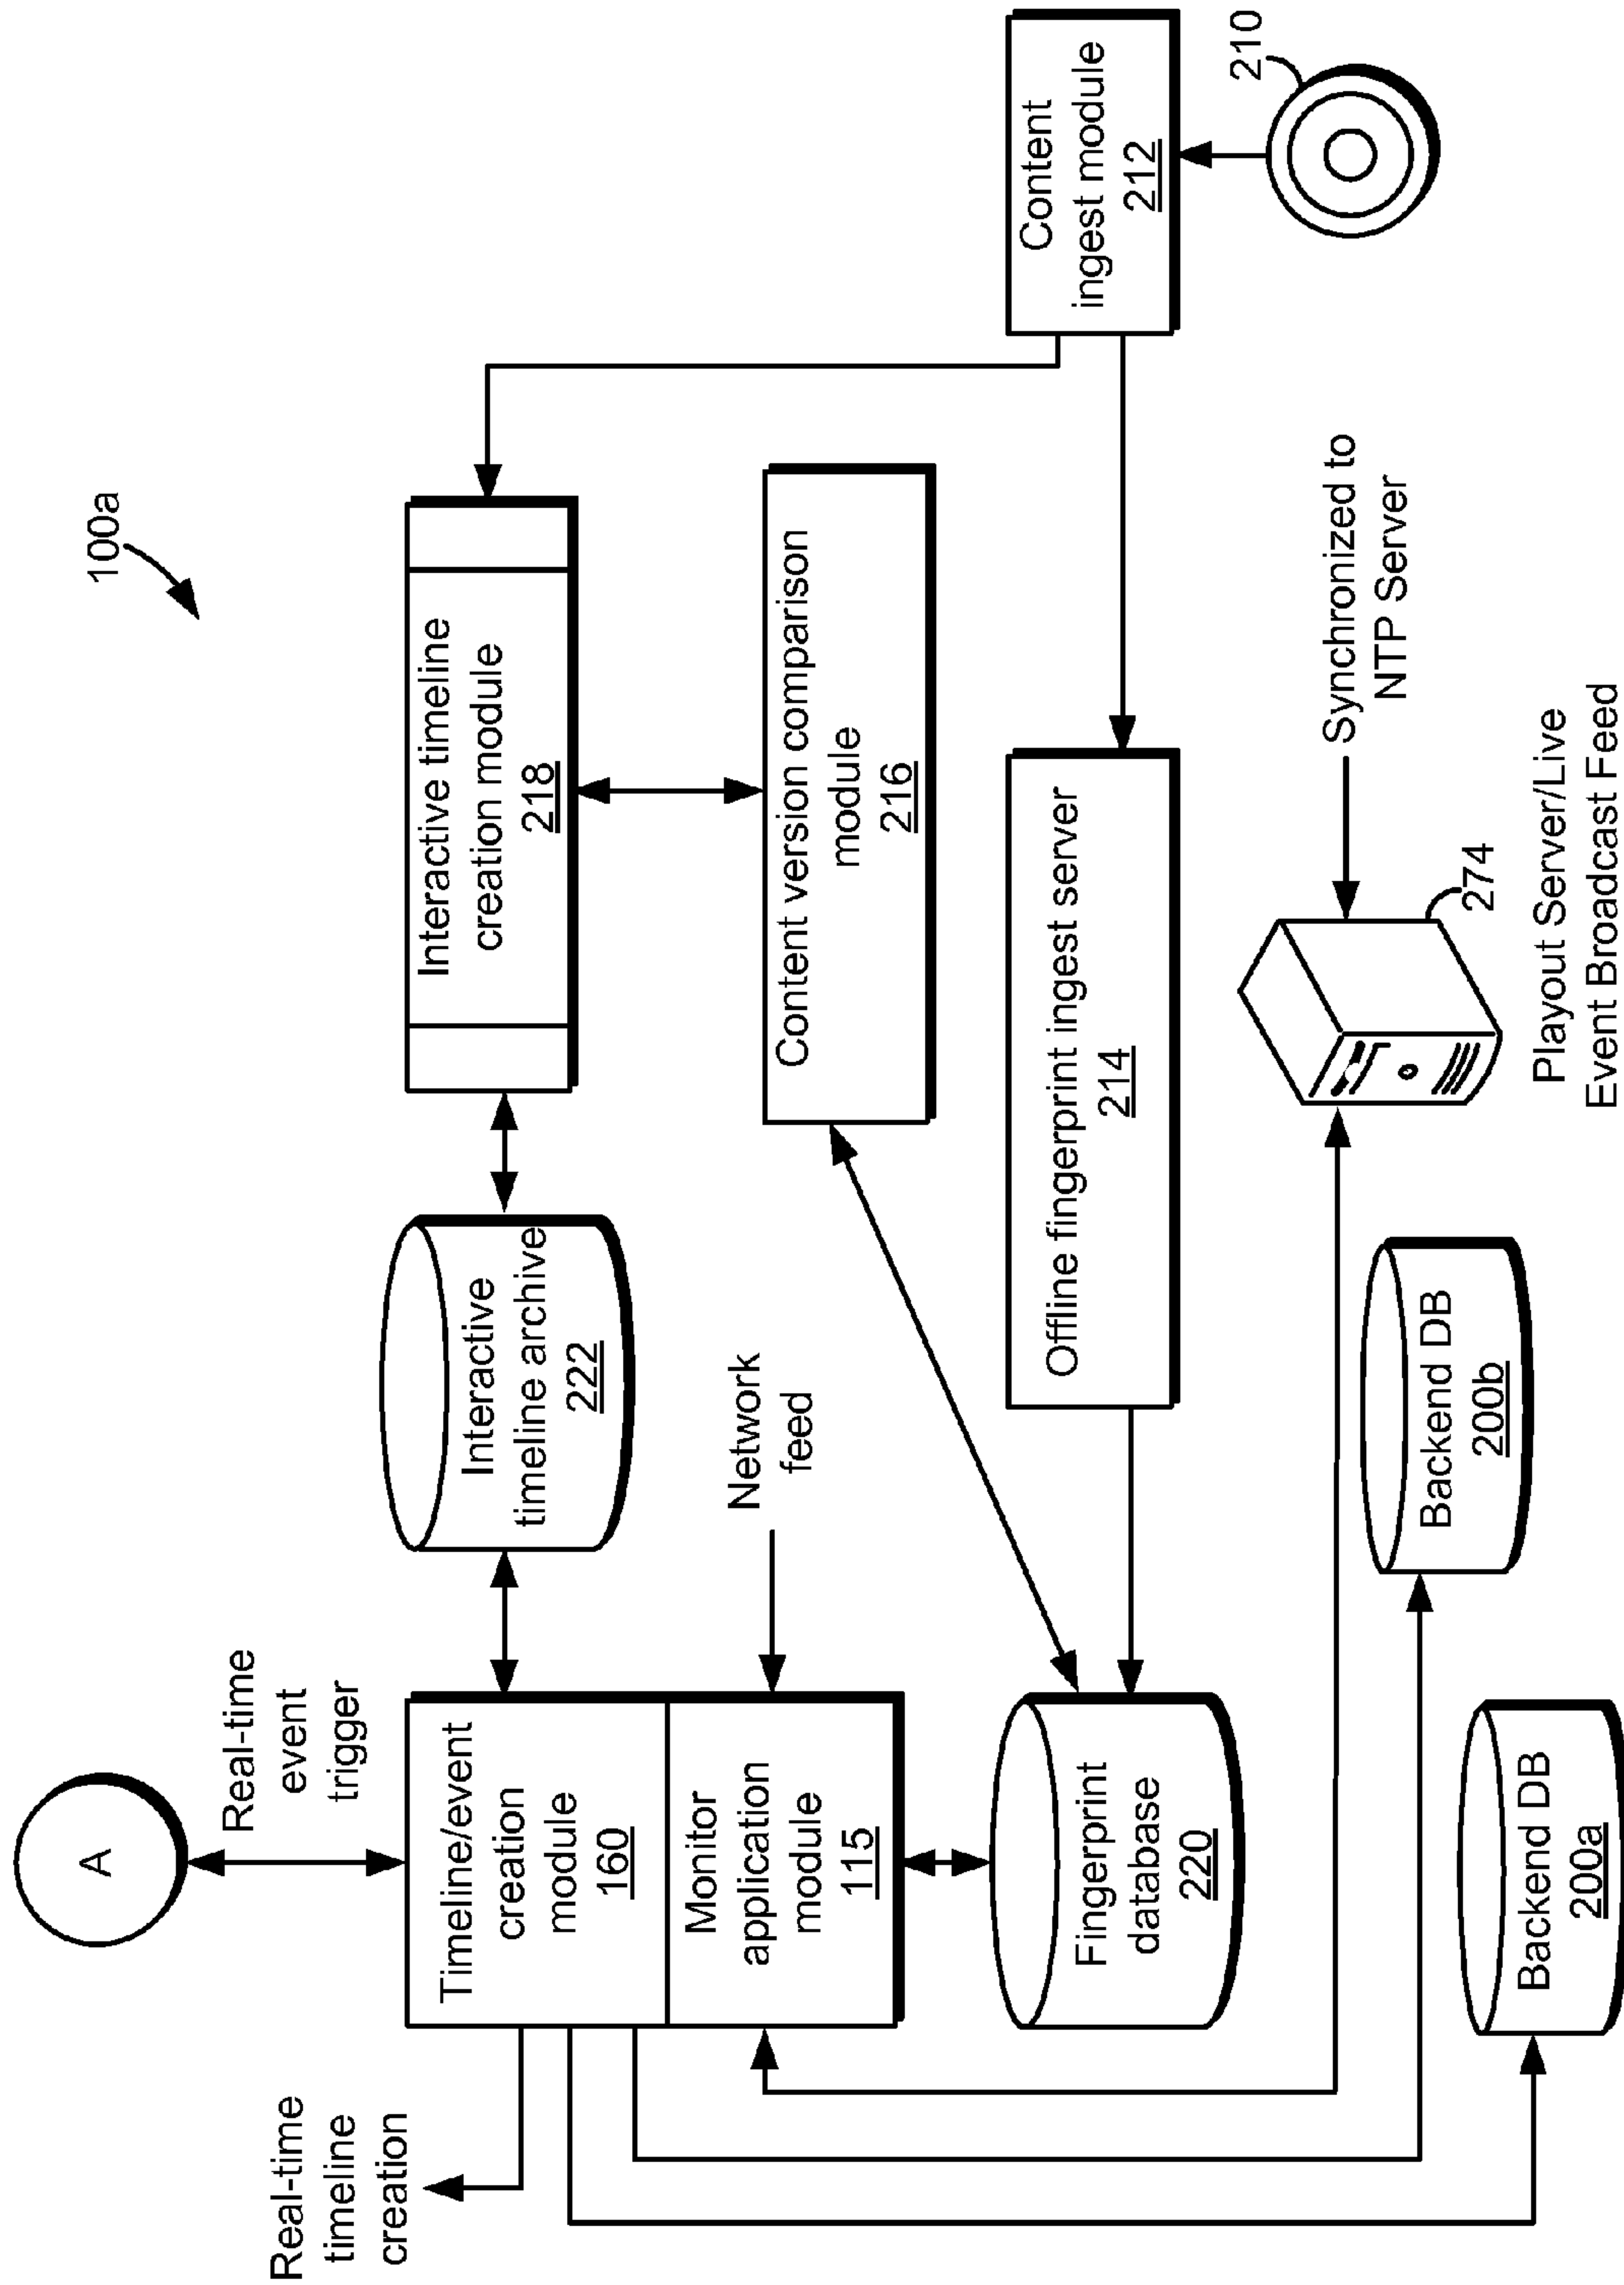 100a
A
Real-time
event
trigger
Real-time
timeline
creation
Timeline/event
creation
module
160
Monitor
application
module
115
Network
feed
Interactive
timeline archive
222
Interactive timeline
creation module
218
Content version comparison
module
216
Fingerprint
database
220
Offline fingerprint ingest server
214
Content
ingest module
212
210
Synchronized to
NTP Server
274
Playout Server/Live
Event Broadcast Feed
Backend DB
200b
Backend DB
200a